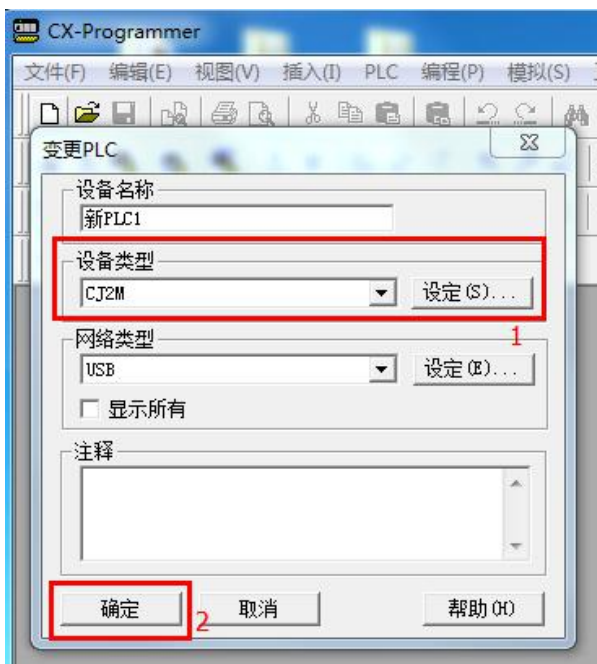 CX-Programmer
文件(F) 编辑(E) 视图(V) 插入(I) PLC 编程(P) 模拟(S)
变更PLC
设备名称
新PLC1
设备类型
CJ2M 设定(S)...
1
网络类型
USB 设定(E)...
显示所有
注释
确定 2 取消 帮助(H)